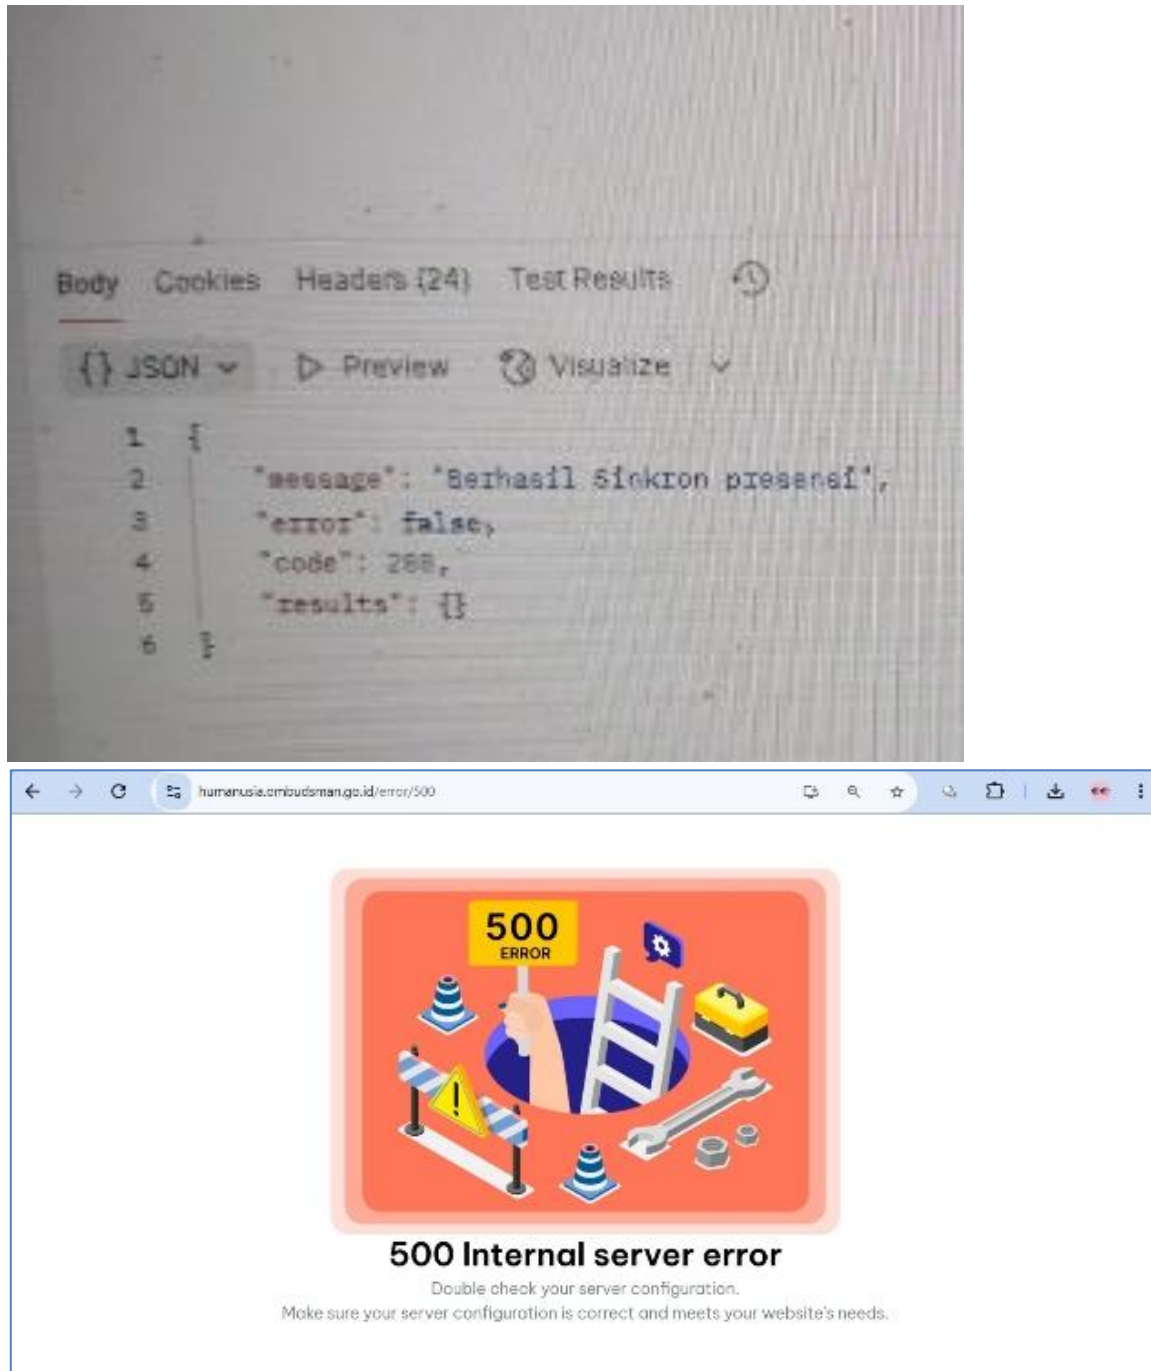 Body Cookies Headers (24) Test Results
{} JSON Preview Visualize
1 {
2 "message": "Berhasil Sinkron presensi",
3 "error": false,
4 "code": 200,
5 "results": {}
6 }
humanusia.ombudsman.go.id/error/500
500
ERROR
500 Internal server error
Double check your server configuration.
Make sure your server configuration is correct and meets your website's needs.